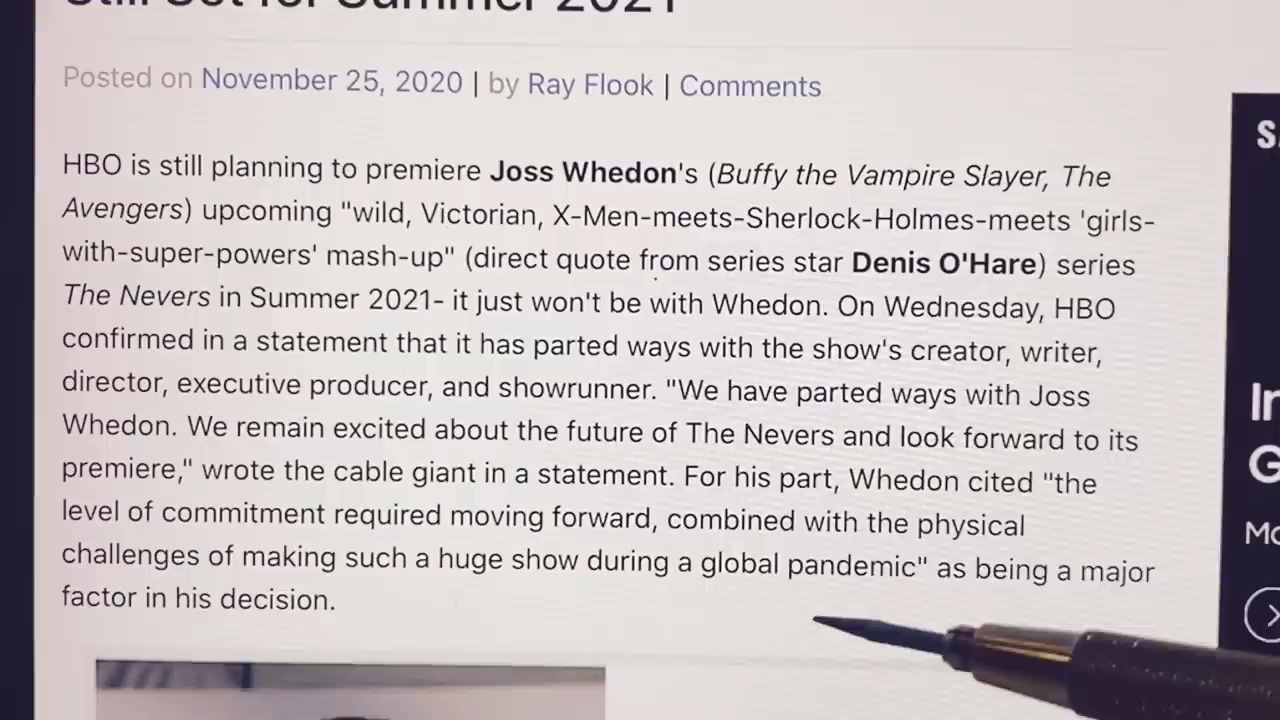 Still Set for Summer 2021
Posted on November 25, 2020 | by Ray Flook | Comments
HBO is still planning to premiere Joss Whedon's (Buffy the Vampire Slayer, The
Avengers) upcoming "wild, Victorian, X-Men-meets-Sherlock-Holmes-meets 'girls-
with-super-powers' mash-up" (direct quote from series star Denis O'Hare) series
The Nevers in Summer 2021- it just won't be with Whedon. On Wednesday, HBO
confirmed in a statement that it has parted ways with the show's creator, writer,
director, executive producer, and showrunner. "We have parted ways with Joss
Whedon. We remain excited about the future of The Nevers and look forward to its
premiere," wrote the cable giant in a statement. For his part, Whedon cited "the
level of commitment required moving forward, combined with the physical
challenges of making such a huge show during a global pandemic" as being a major
factor in his decision.